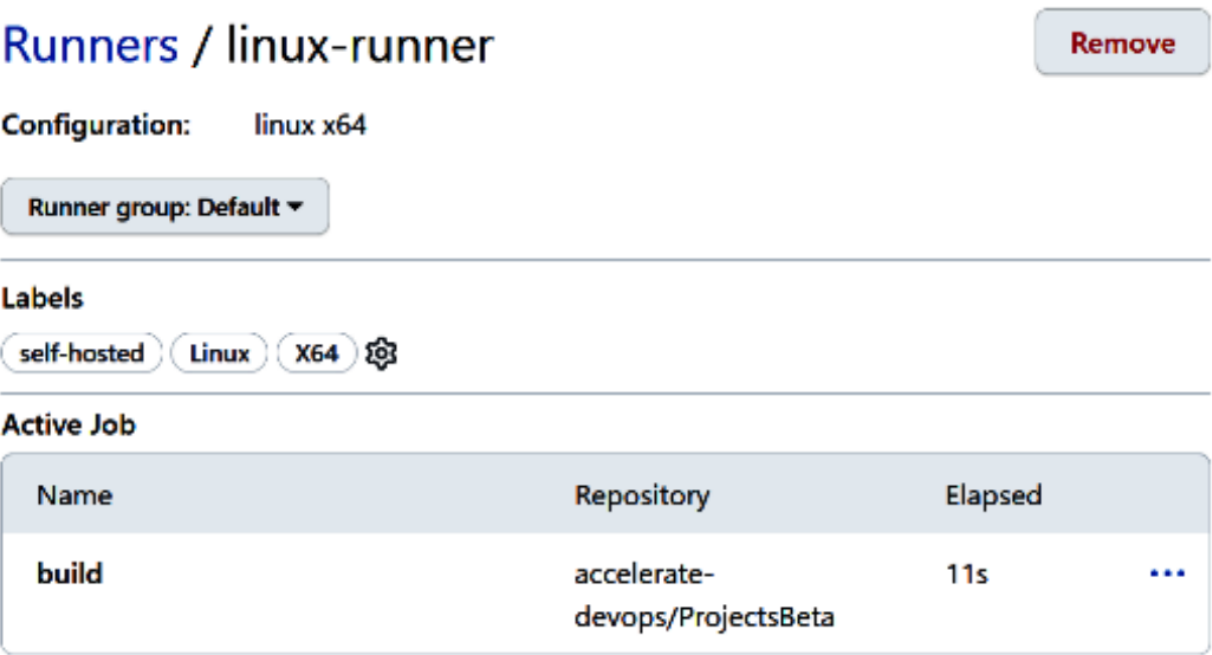 Runners / linux-runner
Remove
Configuration: linux x64
Runner group: Default
Labels
self-hosted Linux X64
Active Job
Name Repository Elapsed
build accelerate- 11s
devops/ProjectsBeta